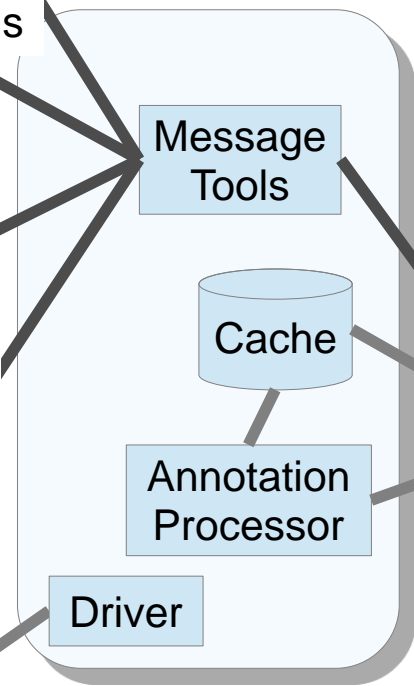 s
Message
Tools
Cache
Annotation
Processor
Driver